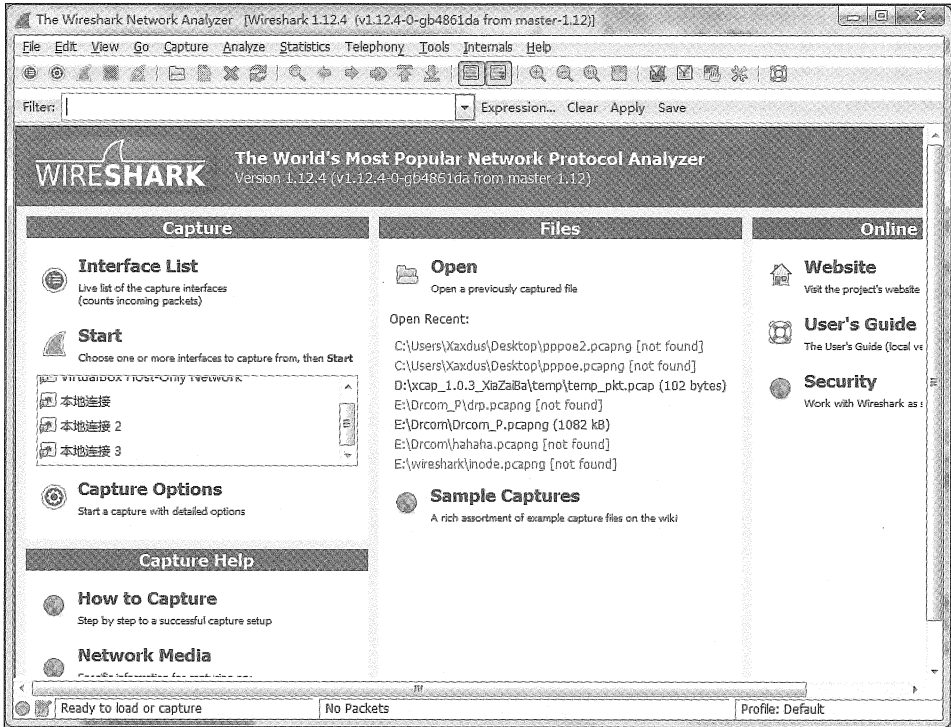 The Wireshark Network Analyzer [Wireshark 1.12.4 (v1.12.4-0-gb4861da from master-1.12)]
File Edit View Go Capture Analyze Statistics Telephony Tools Internals Help
Filter: Expression... Clear Apply Save
WIRESHARK
The World's Most Popular Network Protocol Analyzer
Version 1.12.4 (v1.12.4-0-gb4861da from master-1.12)
Capture
Interface List
Live list of the capture interfaces
(counts incoming packets)
Start
Choose one or more interfaces to capture from, then Start
VirtualBox Host-Only Network
本地连接
本地连接 2
本地连接 3
Capture Options
Start a capture with detailed options
Capture Help
How to Capture
Step by step to a successful capture setup
Network Media
Files
Open
Open a previously captured file
Open Recent:
C:\Users\Xaxdus\Desktop\pppoe2.pcapng [not found]
C:\Users\Xaxdus\Desktop\pppoe.pcapng [not found]
D:\xcap_1.0.3_XiaZaiBa\temp\temp_pkt.pcap (102 bytes)
E:\Drcom_P\drp.pcapng [not found]
E:\Drcom\Drcom_P.pcapng (1082 kB)
E:\Drcom\hahaha.pcapng [not found]
E:\wireshark\inode.pcapng [not found]
Sample Captures
A rich assortment of example capture files on the wiki
Online
Website
Visit the project's website
User's Guide
The User's Guide (local ve
Security
Work with Wireshark as s
Ready to load or capture
No Packets
Profile: Default